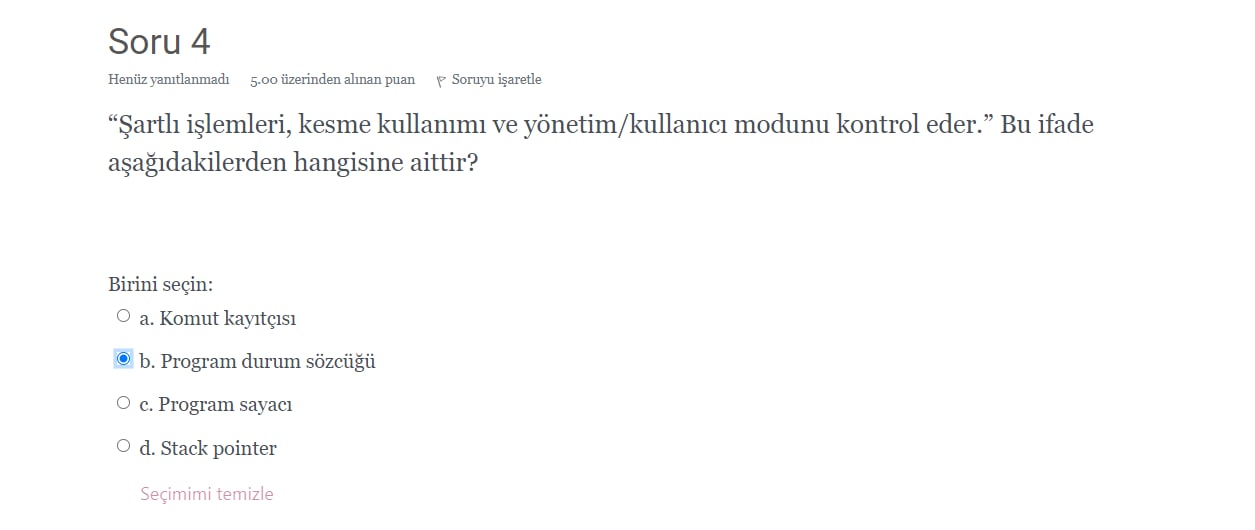 Soru 4
Henüz yanıtlanmadı 5.00 üzerinden alınan puan Soruyu işaretle
“Şartlı işlemleri, kesme kullanımı ve yönetim/kullanıcı modunu kontrol eder.” Bu ifade
aşağıdakilerden hangisine aittir?
Birini seçin:
a. Komut kayıtçısı
b. Program durum sözcüğü
c. Program sayacı
d. Stack pointer
Seçimimi temizle